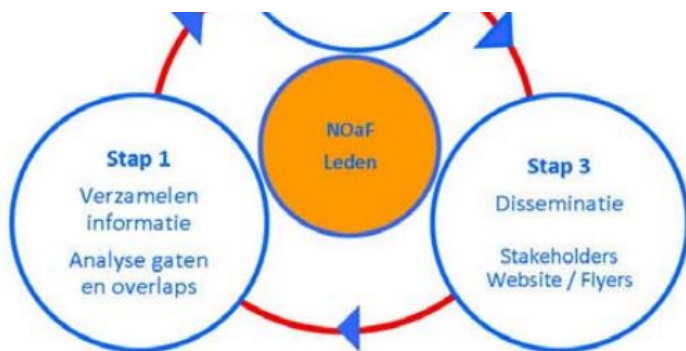 NOaF
Leden
Stap 1
Verzamelen
informatie
Analyse gaten
en overlaps
Stap 3
Disseminatie
Stakeholders
Website / Flyers